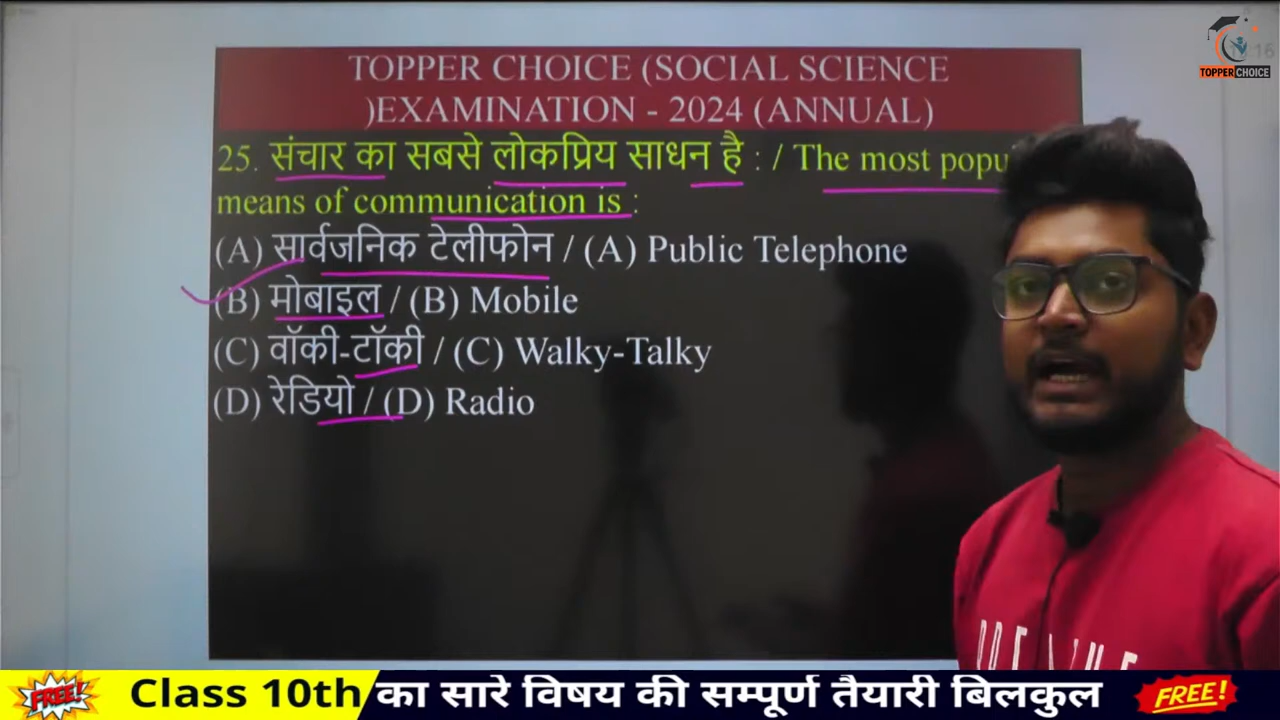 TOPPER CHOICE
TOPPER CHOICE (SOCIAL SCIENCE
)EXAMINATION - 2024 (ANNUAL)
25. संचार का सबसे लोकप्रिय साधन है : / The most
means of communication is :
(A) सार्वजनिक टेलीफोन / (A) Public Telephone
(B) मोबाइल / (B) Mobile
(C) वॉकी-टॉकी / (C) Walky-Talky
(D) रेडियो / (D) Radio
FREE! Class 10th का सारे विषय की सम्पूर्ण तैयारी बिलकुल FREE!